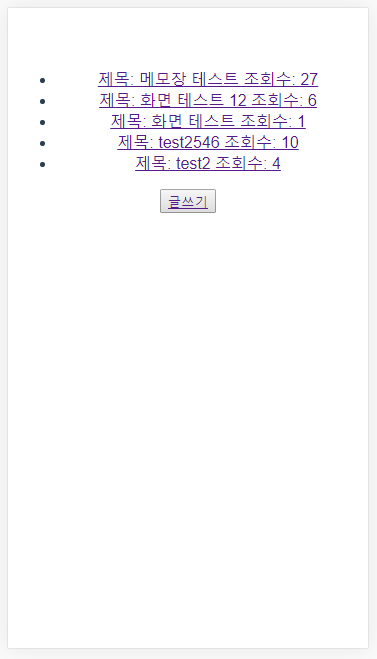 제목: 메모장 테스트 조회수: 27
제목: 화면 테스트 12 조회수: 6
제목: 화면 테스트 조회수: 1
제목: test2546 조회수: 10
제목: test2 조회수: 4
글쓰기